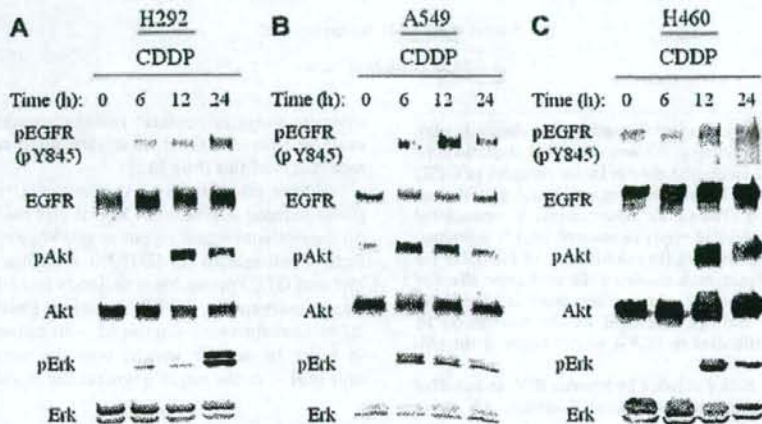 A H292
CDDP
Time (h): 0 6 12 24
pEGFR
(pY845)
EGFR
pAkt
Akt
pErk
Erk
B A549
CDDP
Time (h): 0 6 12 24
pEGFR
(pY845)
EGFR
pAkt
Akt
pErk
Erk
C H460
CDDP
Time (h): 0 6 12 24
pEGFR
(pY845)
EGFR
pAkt
Akt
pErk
Erk